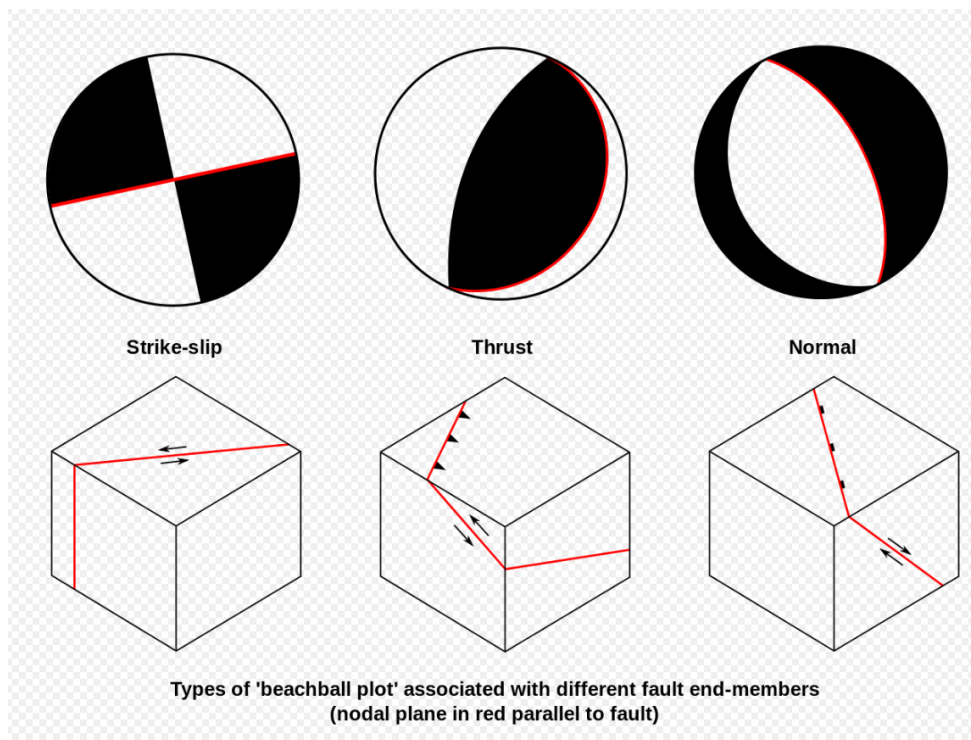 Strike-slip
Thrust
Normal
Types of 'beachball plot' associated with different fault end-members
(nodal plane in red parallel to fault)